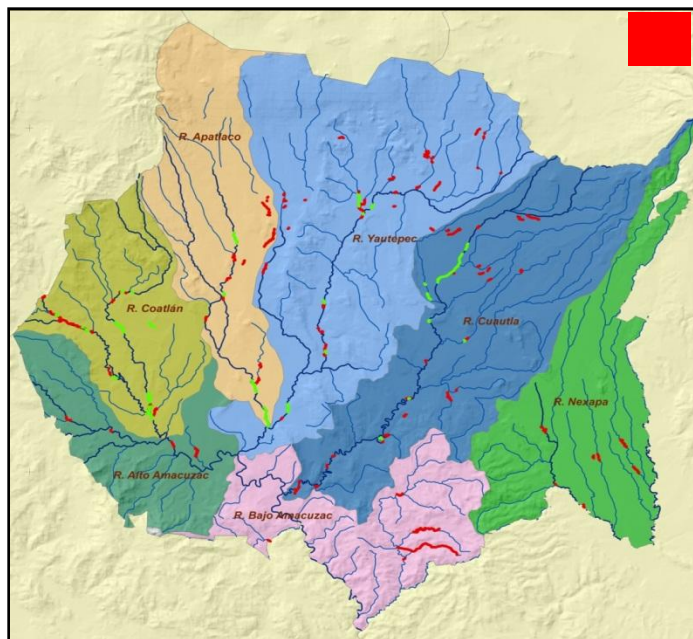 R. Apatlaco
R. Yautepec
R. Coatlán
R. Cuautla
R. Nexapa
R. Alto Amacuzac
R. Bajo Amacuzac